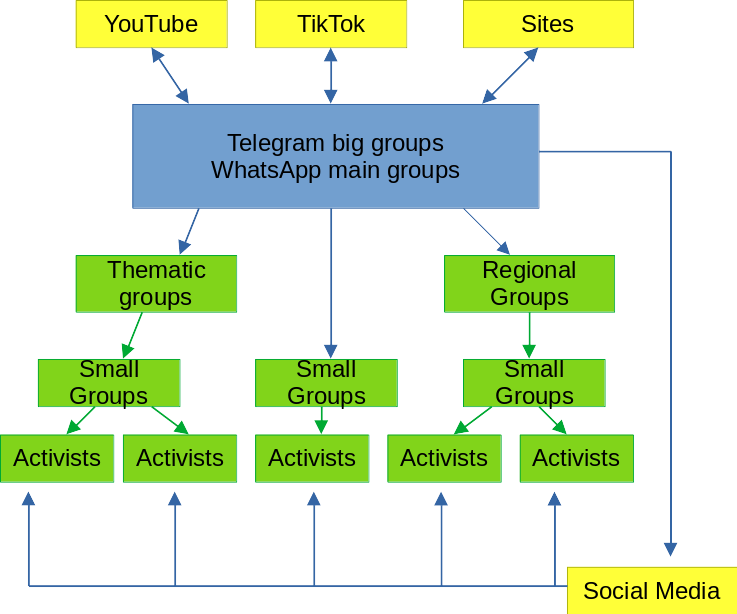 YouTube
TikTok
Sites
Telegram big groups
WhatsApp main groups
Thematic
groups
Regional
Groups
Small
Groups
Small
Groups
Small
Groups
Activists
Activists
Activists
Activists
Activists
Social Media